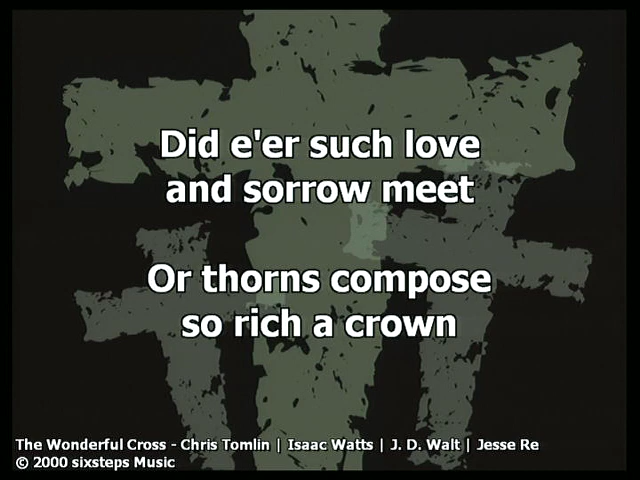 Did e'er such love
and sorrow meet
Or thorns compose
so rich a crown
The Wonderful Cross - Chris Tomlin | Isaac Watts | J. D. Walt | Jesse Re
© 2000 sixsteps Music